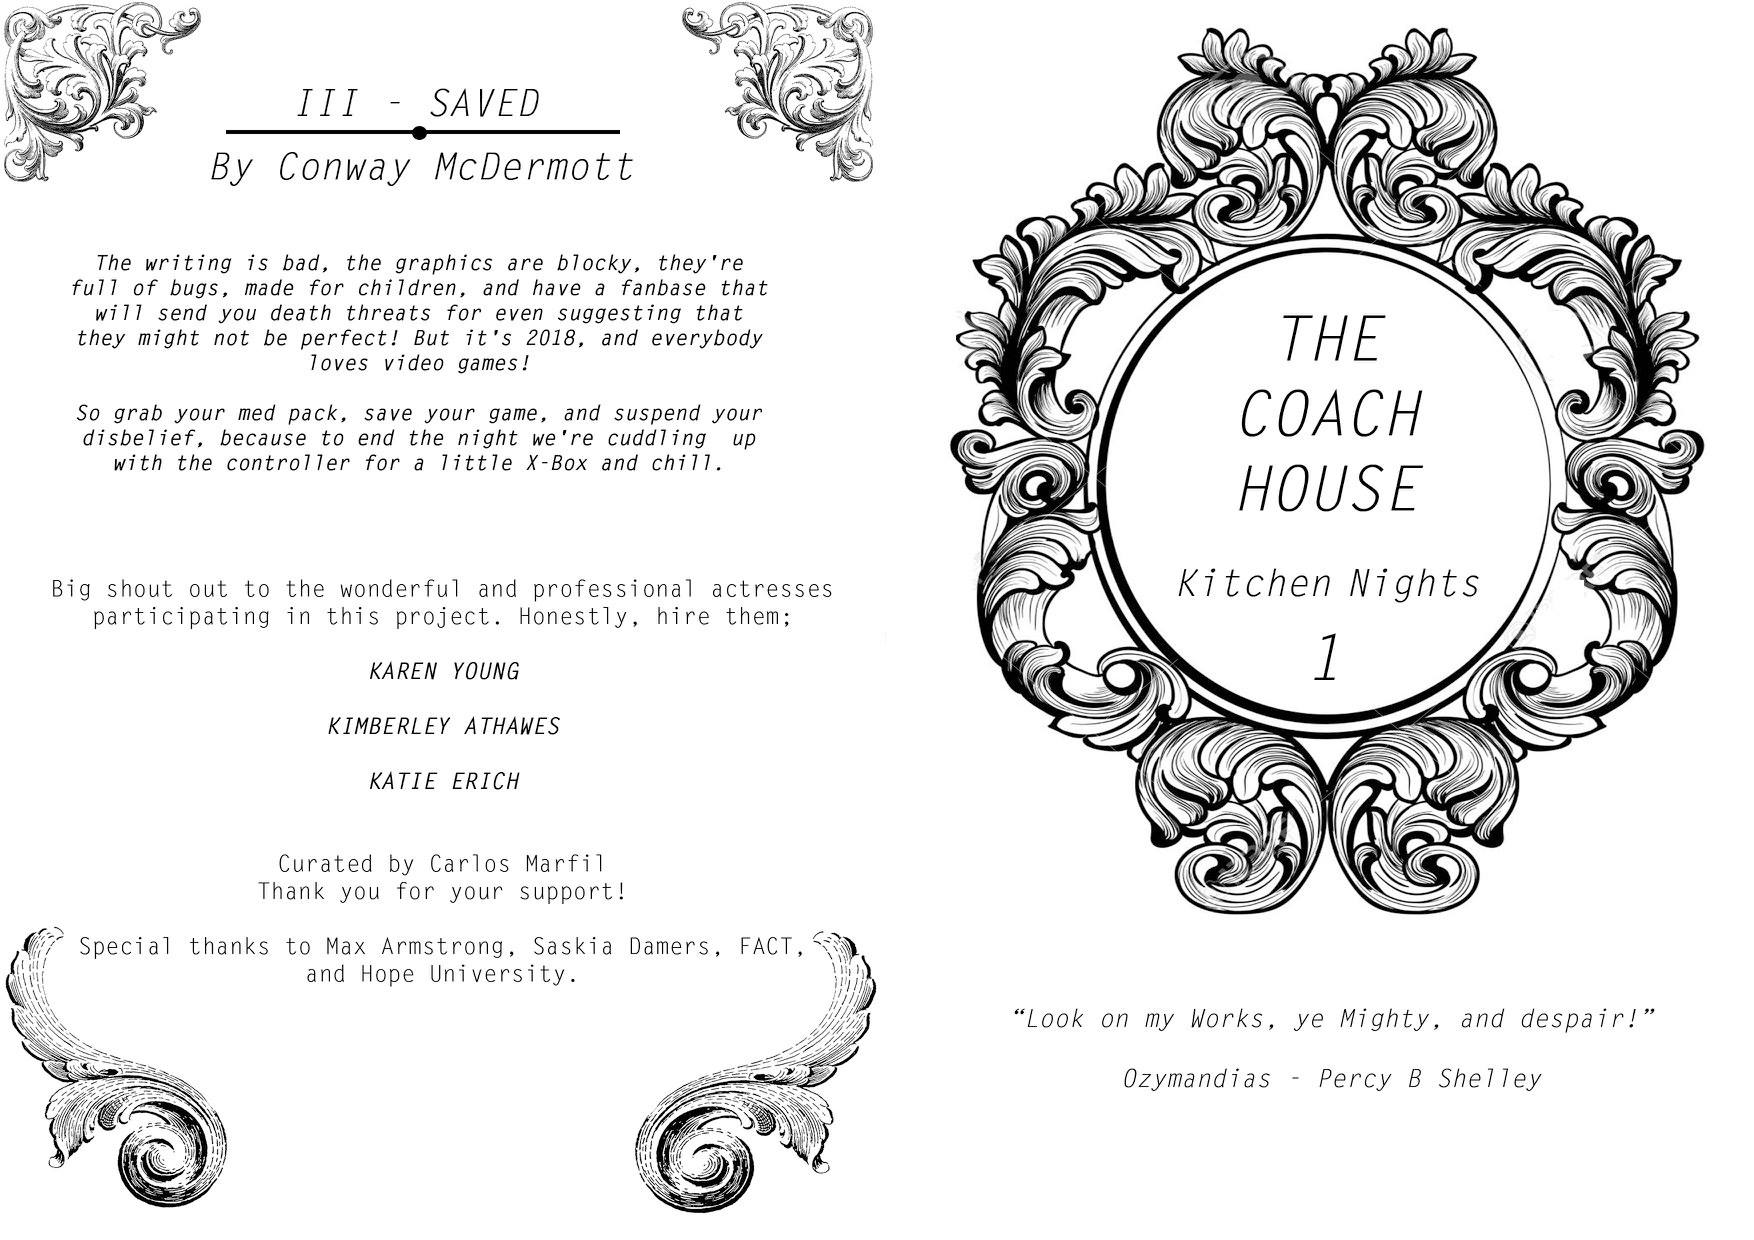 III - SAVED
By Conway McDermott
The writing is bad, the graphics are blocky, they're
full of bugs, made for children, and have a fanbase that
will send you death threats for even suggesting that
they might not be perfect! But it's 2018, and everybody
loves video games!
So grab your med pack, save your game, and suspend your
disbelief, because to end the night we're cuddling  up
with the controller for a little X-Box and chill.
Big shout out to the wonderful and professional actresses
participating in this project. Honestly, hire them;
KAREN YOUNG
KIMBERLEY ATHAWES
KATIE ERICH
Curated by Carlos Marfil
Thank you for your support!
Special thanks to Max Armstrong, Saskia Damers, FACT,
and Hope University.
THE
COACH
HOUSE
Kitchen Nights
1
“Look on my Works, ye Mighty, and despair!”
Ozymandias - Percy B Shelley